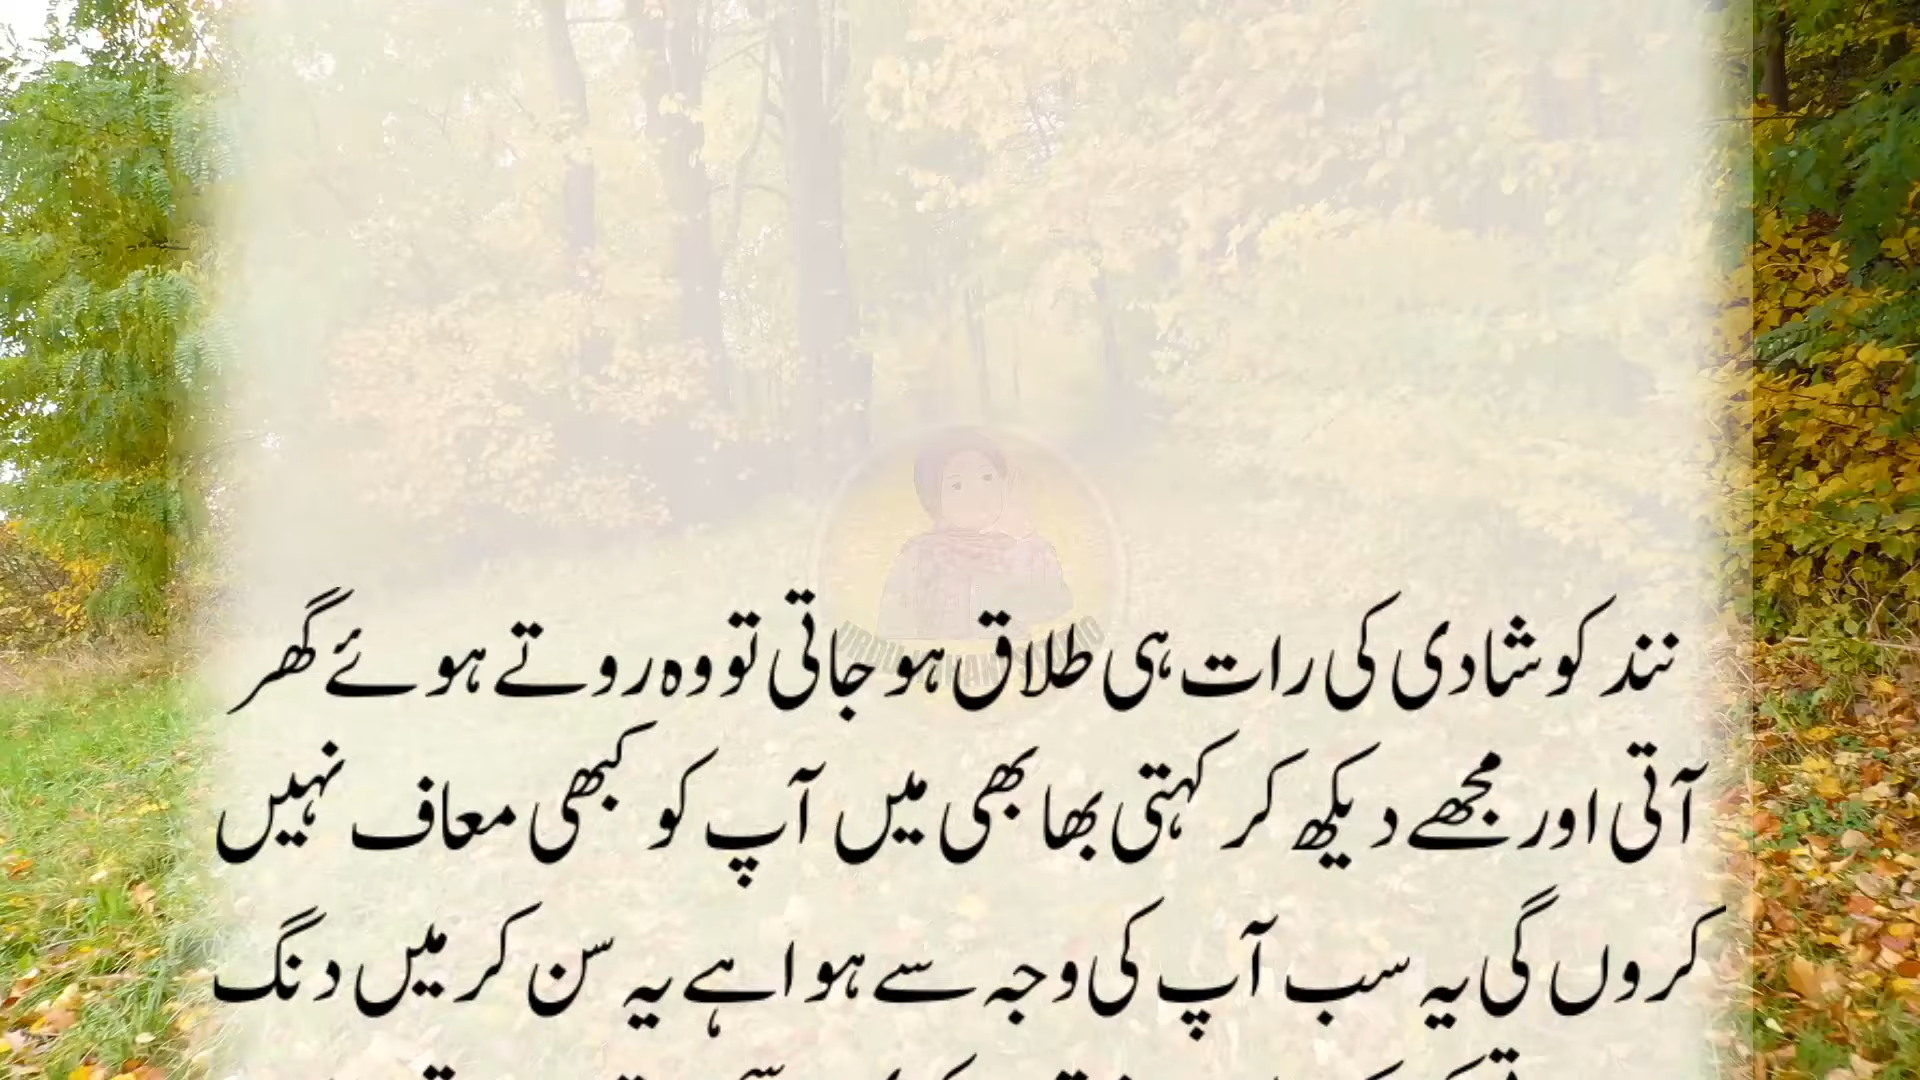 نند کو شادی کی رات ہی طلاق ہو جاتی تو وہ روتے ہوئے گھر
آتی اور مجھے دیکھ کر کہتی بھابھی میں آپ کو کبھی معاف نہیں
کروں گی یہ سب آپ کی وجہ سے ہوا ہے یہ سن کر میں دنگ